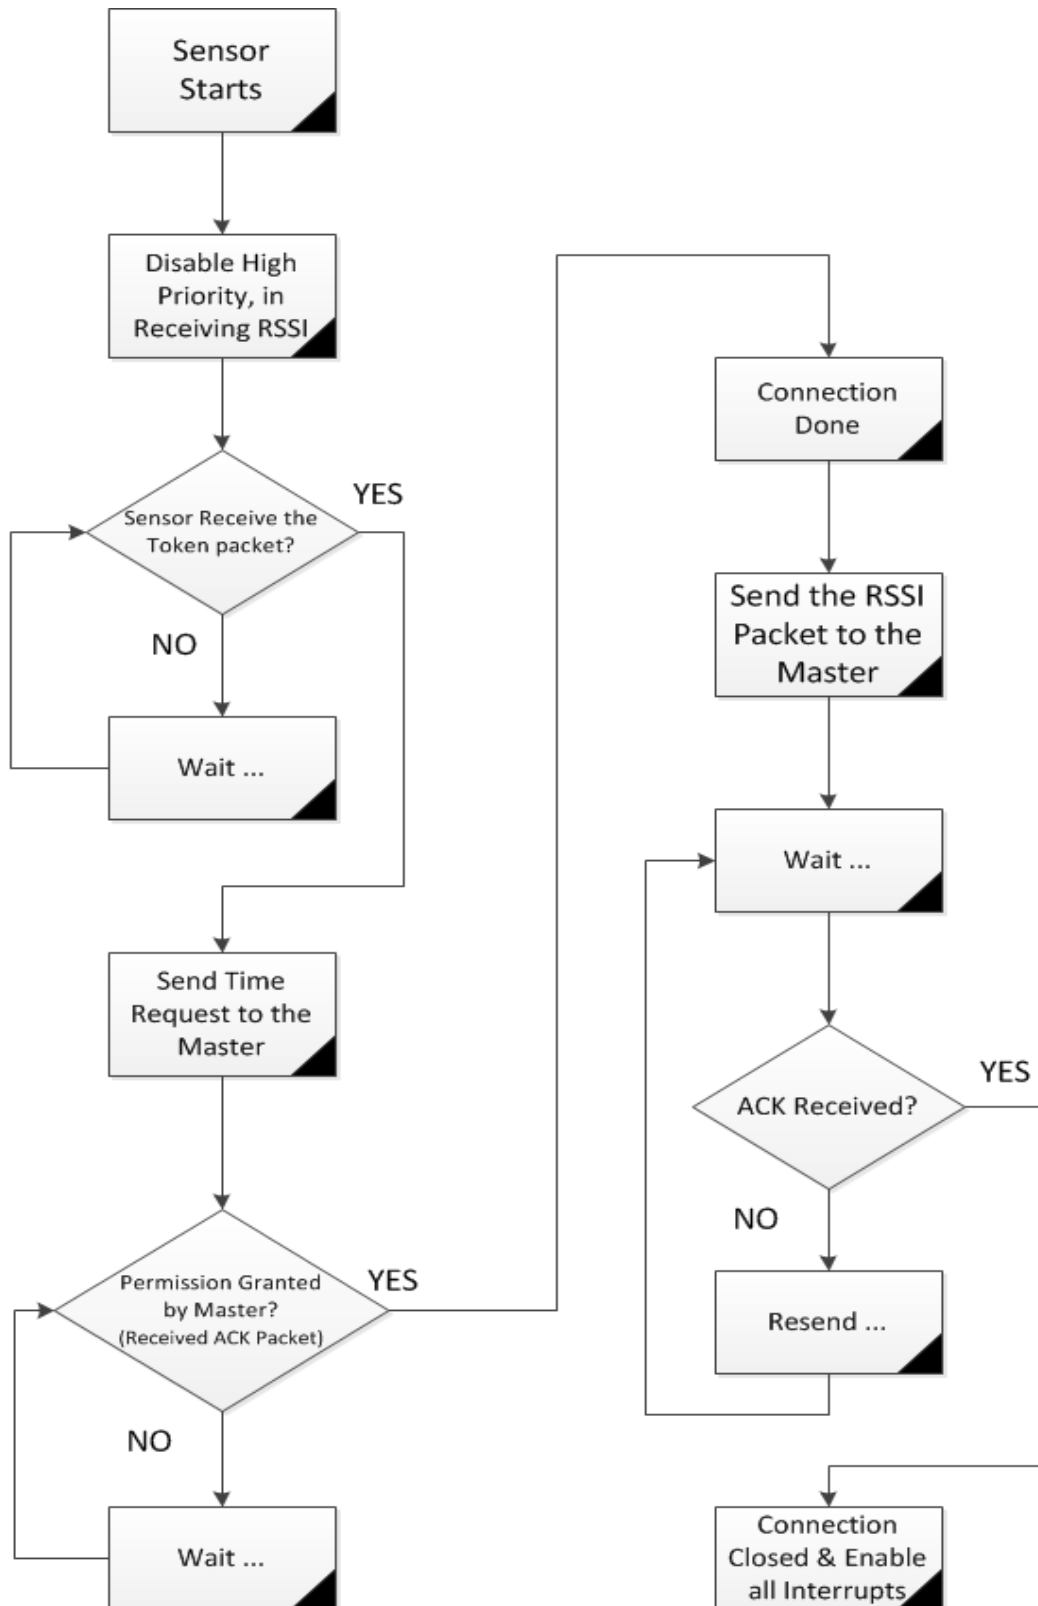 Sensor
Starts
Disable High
Priority, in
Receiving RSSI
Sensor Receive the
Token packet?
YES
NO
Wait ...
Send Time
Request to the
Master
Permission Granted
by Master?
(Received ACK Packet)
YES
NO
Wait ...
Connection
Done
Send the RSSI
Packet to the
Master
Wait ...
ACK Received?
YES
NO
Resend ...
Connection
Closed & Enable
all Interrupts